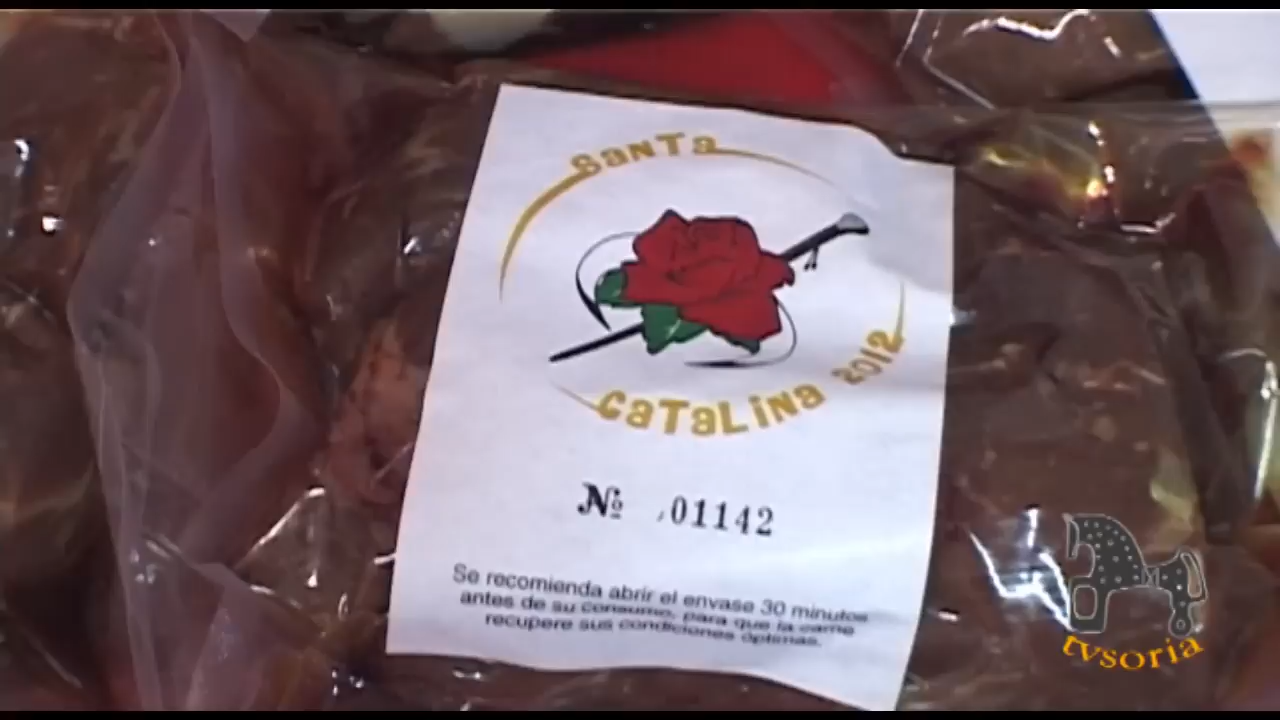 SanTa
CaTaLina 2012
Nº 01142
Se recomienda abrir el envase 30 minutos
antes de su consumo, para que la carne
recupere sus condiciones óptimas.
tvsoria